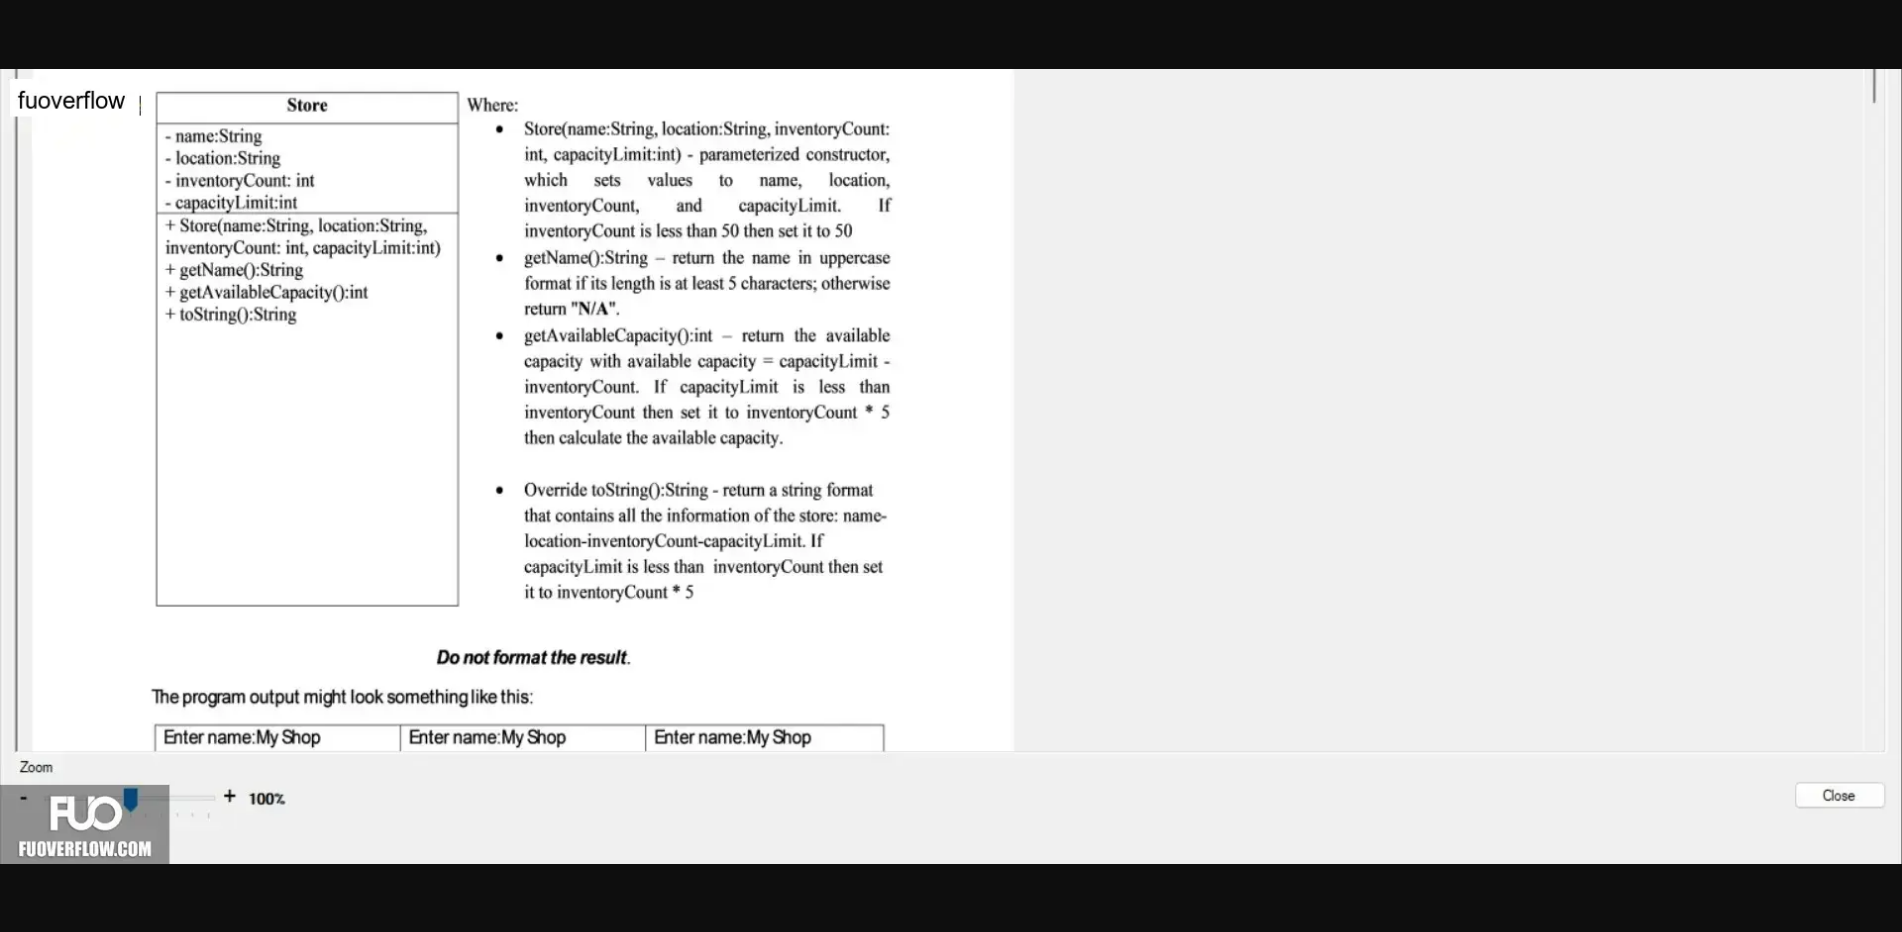 fuoverflow
Store
- name:String
- location:String
- inventoryCount: int
- capacityLimit:int
+ Store(name:String, location:String,
inventoryCount: int, capacityLimit:int)
+ getName():String
+ getAvailableCapacity():int
+ toString():String
Where:
• Store(name:String, location:String, inventoryCount:
int, capacityLimit:int) - parameterized constructor,
which sets values to name, location,
inventoryCount, and capacityLimit. If
inventoryCount is less than 50 then set it to 50
• getName():String – return the name in uppercase
format if its length is at least 5 characters; otherwise
return "N/A".
• getAvailableCapacity():int – return the available
capacity with available capacity = capacityLimit -
inventoryCount. If capacityLimit is less than
inventoryCount then set it to inventoryCount * 5
then calculate the available capacity.
• Override toString():String - return a string format
that contains all the information of the store: name-
location-inventoryCount-capacityLimit. If
capacityLimit is less than inventoryCount then set
it to inventoryCount * 5
Do not format the result.
The program output might look something like this:
Enter name:My Shop Enter name:My Shop Enter name:My Shop
Zoom
- + 100%
Close
FUO
FUOVERFLOW.COM